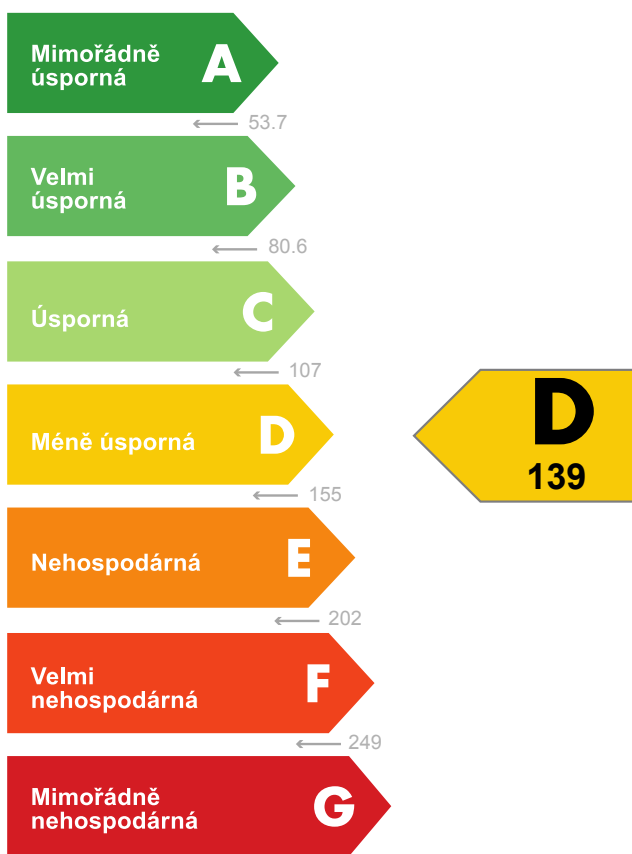 Mimořádně
úsporná
A
53.7
Velmi
úsporná
B
80.6
Úsporná
C
107
Méně úsporná
D
155
D
139
Nehospodárná
E
202
Velmi
nehospodárná
F
249
Mimořádně
nehospodárná
G